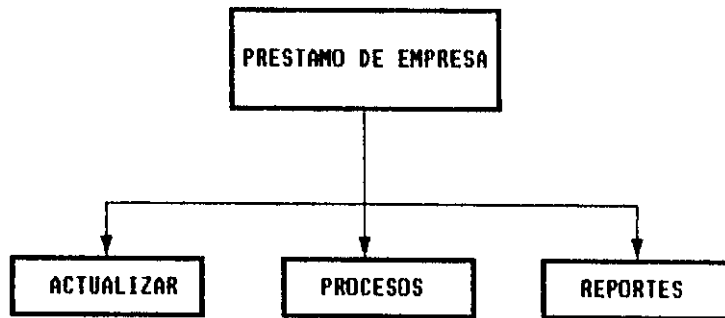 PRESTAMO DE EMPRESA
ACTUALIZAR
PROCESOS
REPORTES